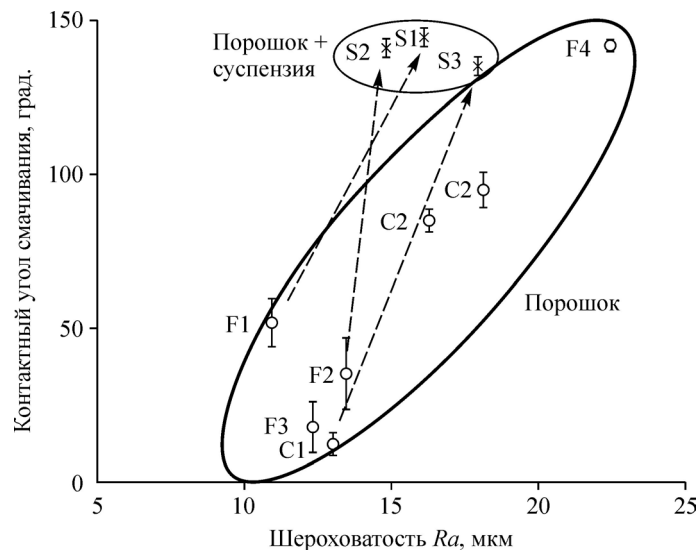 Контактный угол смачивания, град.
150
100
50
0
Порошок +
суспензия
S2
S1
S3
F4
C2
C2
Порошок
F1
F2
F3
C1
5
10
15
20
25
Шероховатость Ra, мкм